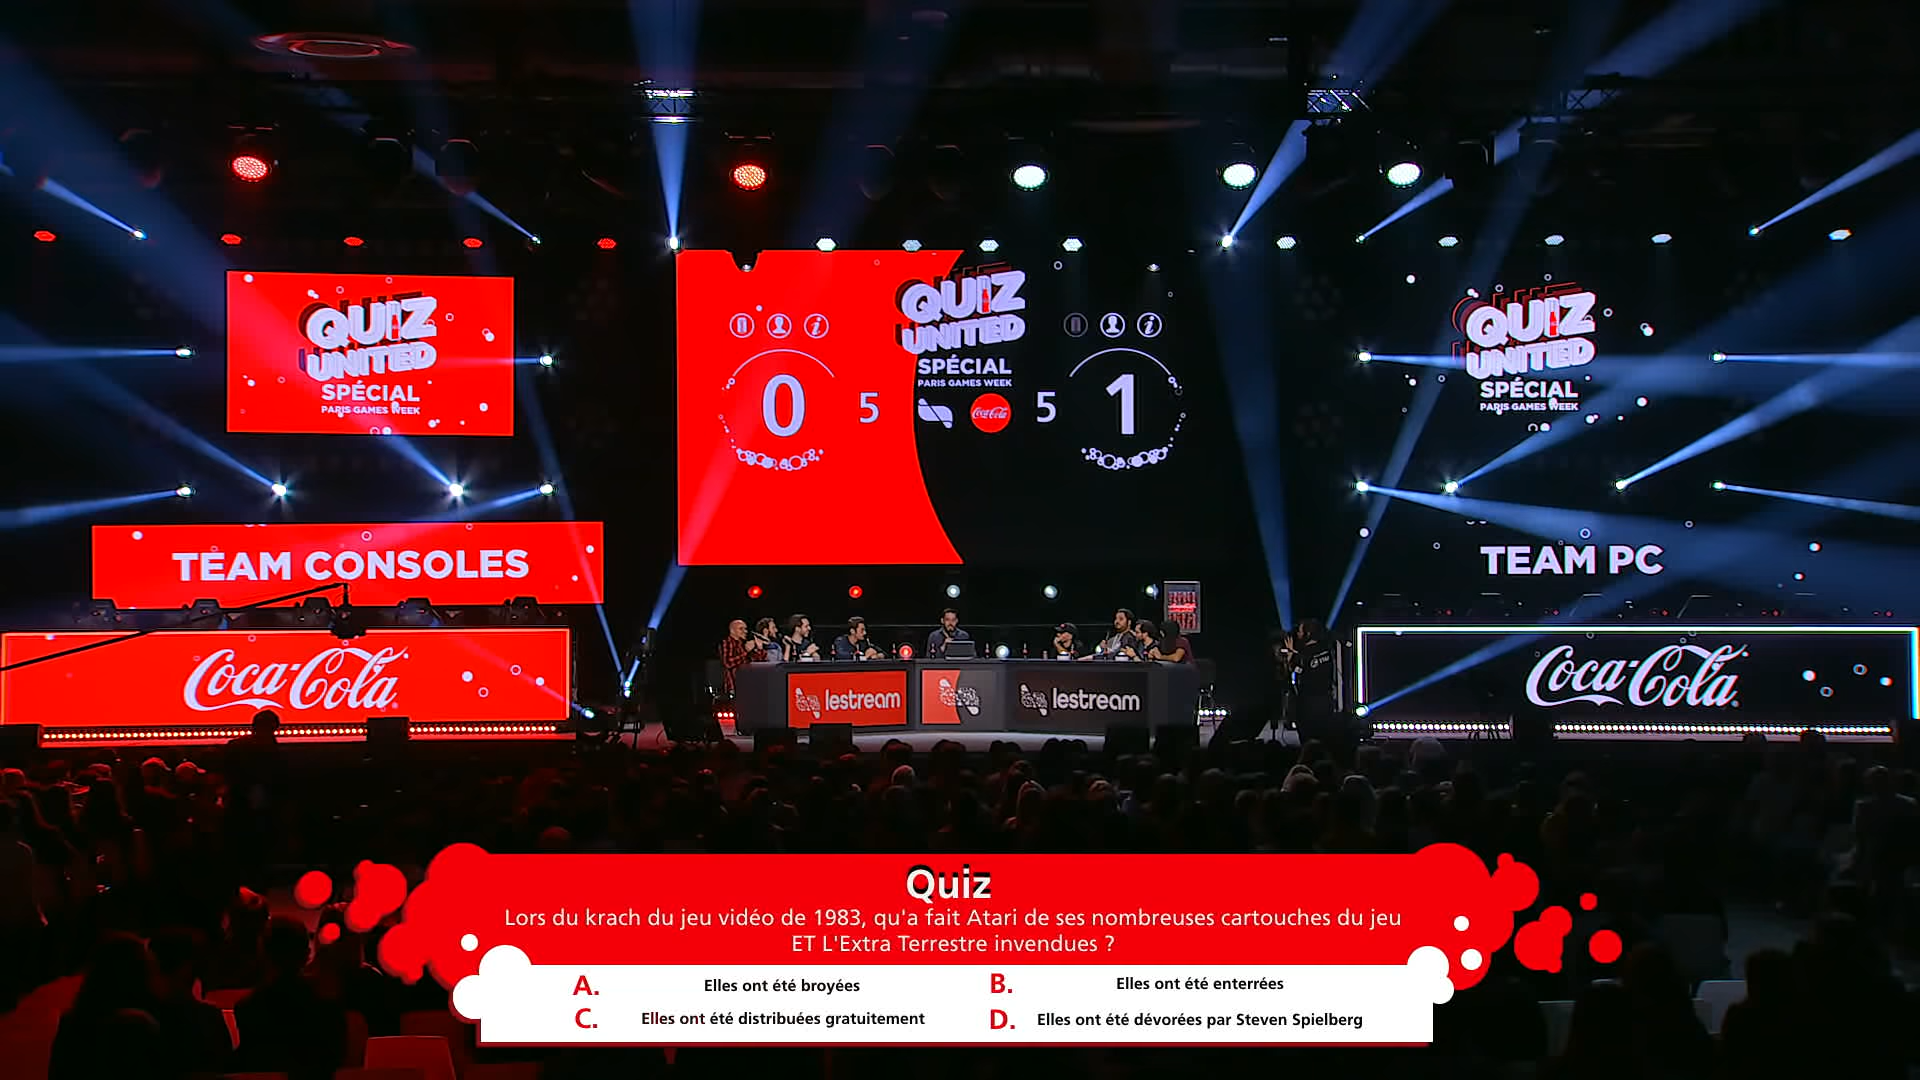 QUIZ
UNITED
SPÉCIAL
PARIS GAMES WEEK
QUIZ
UNITED
SPÉCIAL
PARIS GAMES WEEK
0
5
Coca-Cola
5
1
QUIZ
UNITED
SPÉCIAL
PARIS GAMES WEEK
TEAM CONSOLES
TEAM PC
Coca-Cola
lestream
lestream
Coca-Cola
Quiz
Lors du krach du jeu vidéo de 1983, qu'a fait Atari de ses nombreuses cartouches du jeu
ET L'Extra Terrestre invendues ?
A. Elles ont été broyées
B. Elles ont été enterrées
C. Elles ont été distribuées gratuitement
D. Elles ont été dévorées par Steven Spielberg